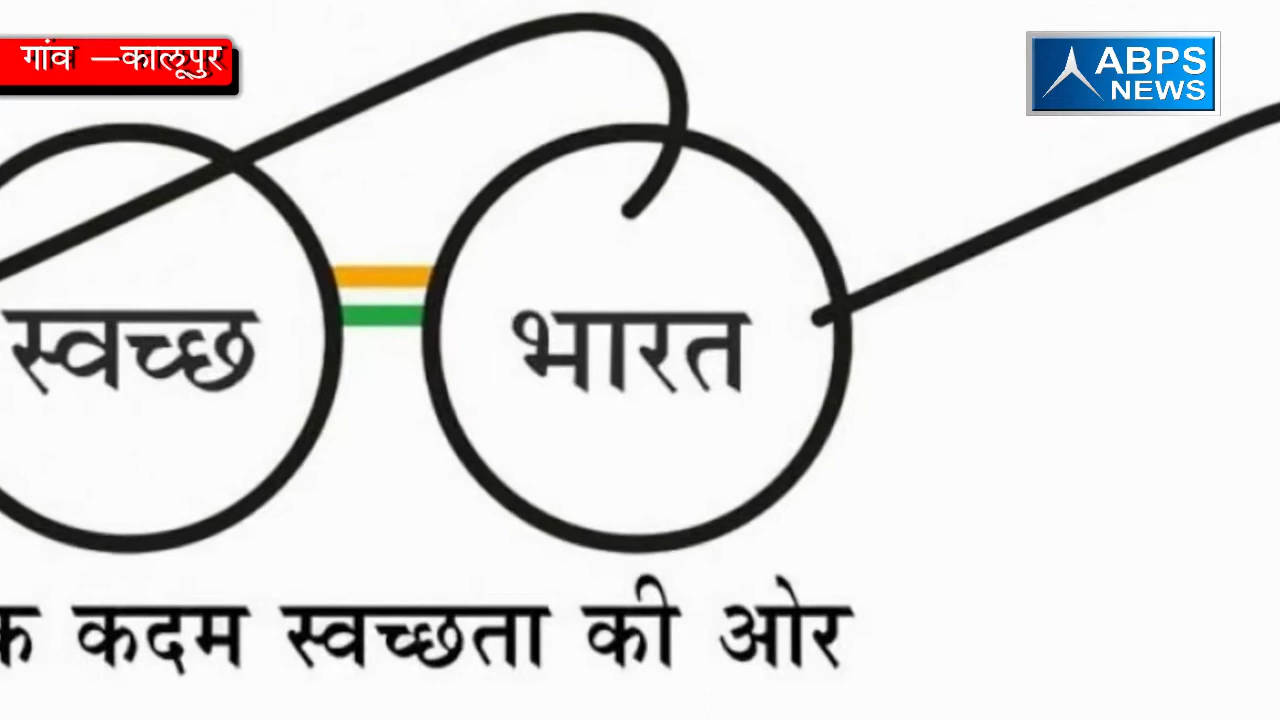 गांव –कालूपुर
ABPS
NEWS
स्वच्छ भारत
क कदम स्वच्छता की ओर